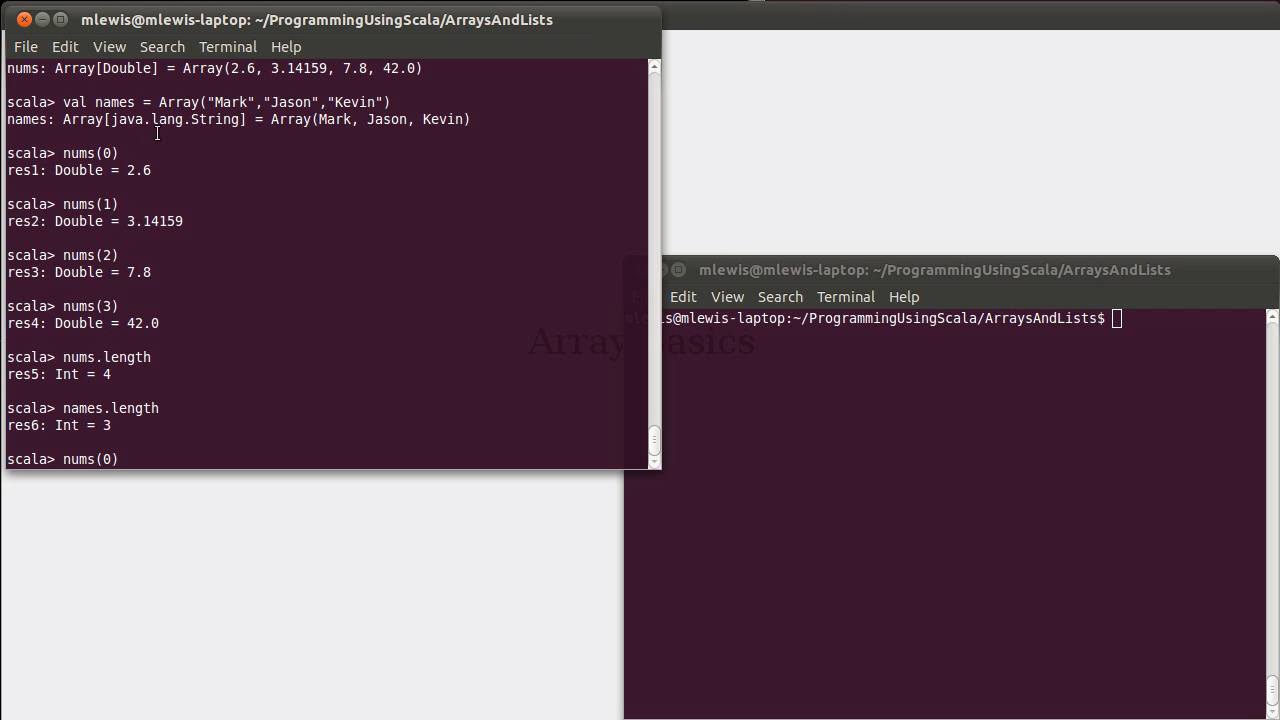 mlewis@mlewis-laptop: ~/ProgrammingUsingScala/ArraysAndLists
File Edit View Search Terminal Help
nums: Array[Double] = Array(2.6, 3.14159, 7.8, 42.0)
scala> val names = Array("Mark","Jason","Kevin")
names: Array[java.lang.String] = Array(Mark, Jason, Kevin)
scala> nums(0)
res1: Double = 2.6
scala> nums(1)
res2: Double = 3.14159
scala> nums(2)
res3: Double = 7.8
scala> nums(3)
res4: Double = 42.0
scala> nums.length
res5: Int = 4
scala> names.length
res6: Int = 3
scala> nums(0)
mlewis@mlewis-laptop: ~/ProgrammingUsingScala/ArraysAndLists
Edit View Search Terminal Help
mlewis@mlewis-laptop:~/ProgrammingUsingScala/ArraysAndLists$
Array Basics